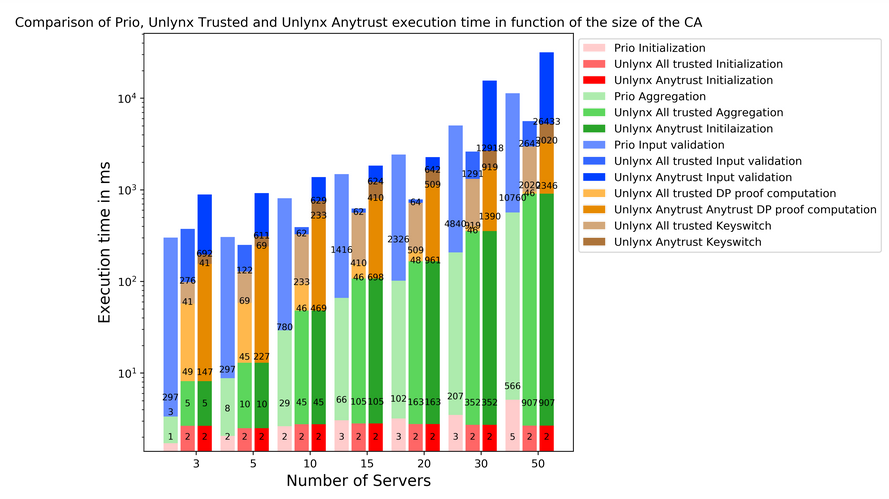 Comparison of Prio, Unlynx Trusted and Unlynx Anytrust execution time in function of the size of the CA
Prio Initialization
Unlynx All trusted Initialization
Unlynx Anytrust Initialization
Prio Aggregation
Unlynx All trusted Aggregation
Unlynx Anytrust Initilaization
Prio Input validation
Unlynx All trusted Input validation
Unlynx Anytrust Input validation
Unlynx All trusted DP proof computation
Unlynx Anytrust Anytrust DP proof computation
Unlynx All trusted Keyswitch
Unlynx Anytrust Keyswitch
Execution time in ms
10⁴
10³
10²
10¹
297 3 1
276 41 49 5 2
692 41 147 5 2
297 8 2
122 69 45 10 2
611 69 227 10 2
780 29 2
62 233 46 45 2
629 233 469 45 2
1416 66 3
62 410 46 105 2
624 410 698 105 2
2326 102 3
64 509 48 163 2
642 509 961 163 2
4840 207 3
1291 919 46 352 2
12918 919 1390 352 2
10760 566 5
2643 2020 46 907 2
26433 2020 2346 907 2
3 5 10 15 20 30 50
Number of Servers